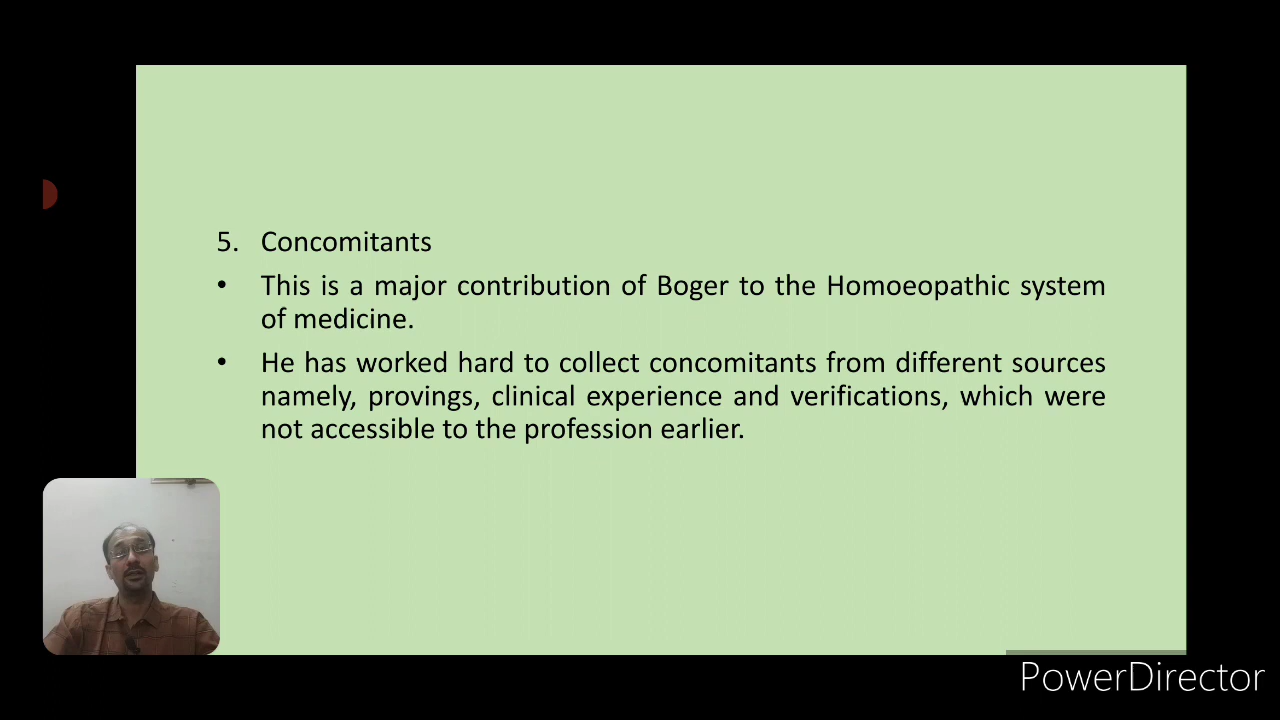 5. Concomitants
• This is a major contribution of Boger to the Homoeopathic system
of medicine.
• He has worked hard to collect concomitants from different sources
namely, provings, clinical experience and verifications, which were
not accessible to the profession earlier.
PowerDirector